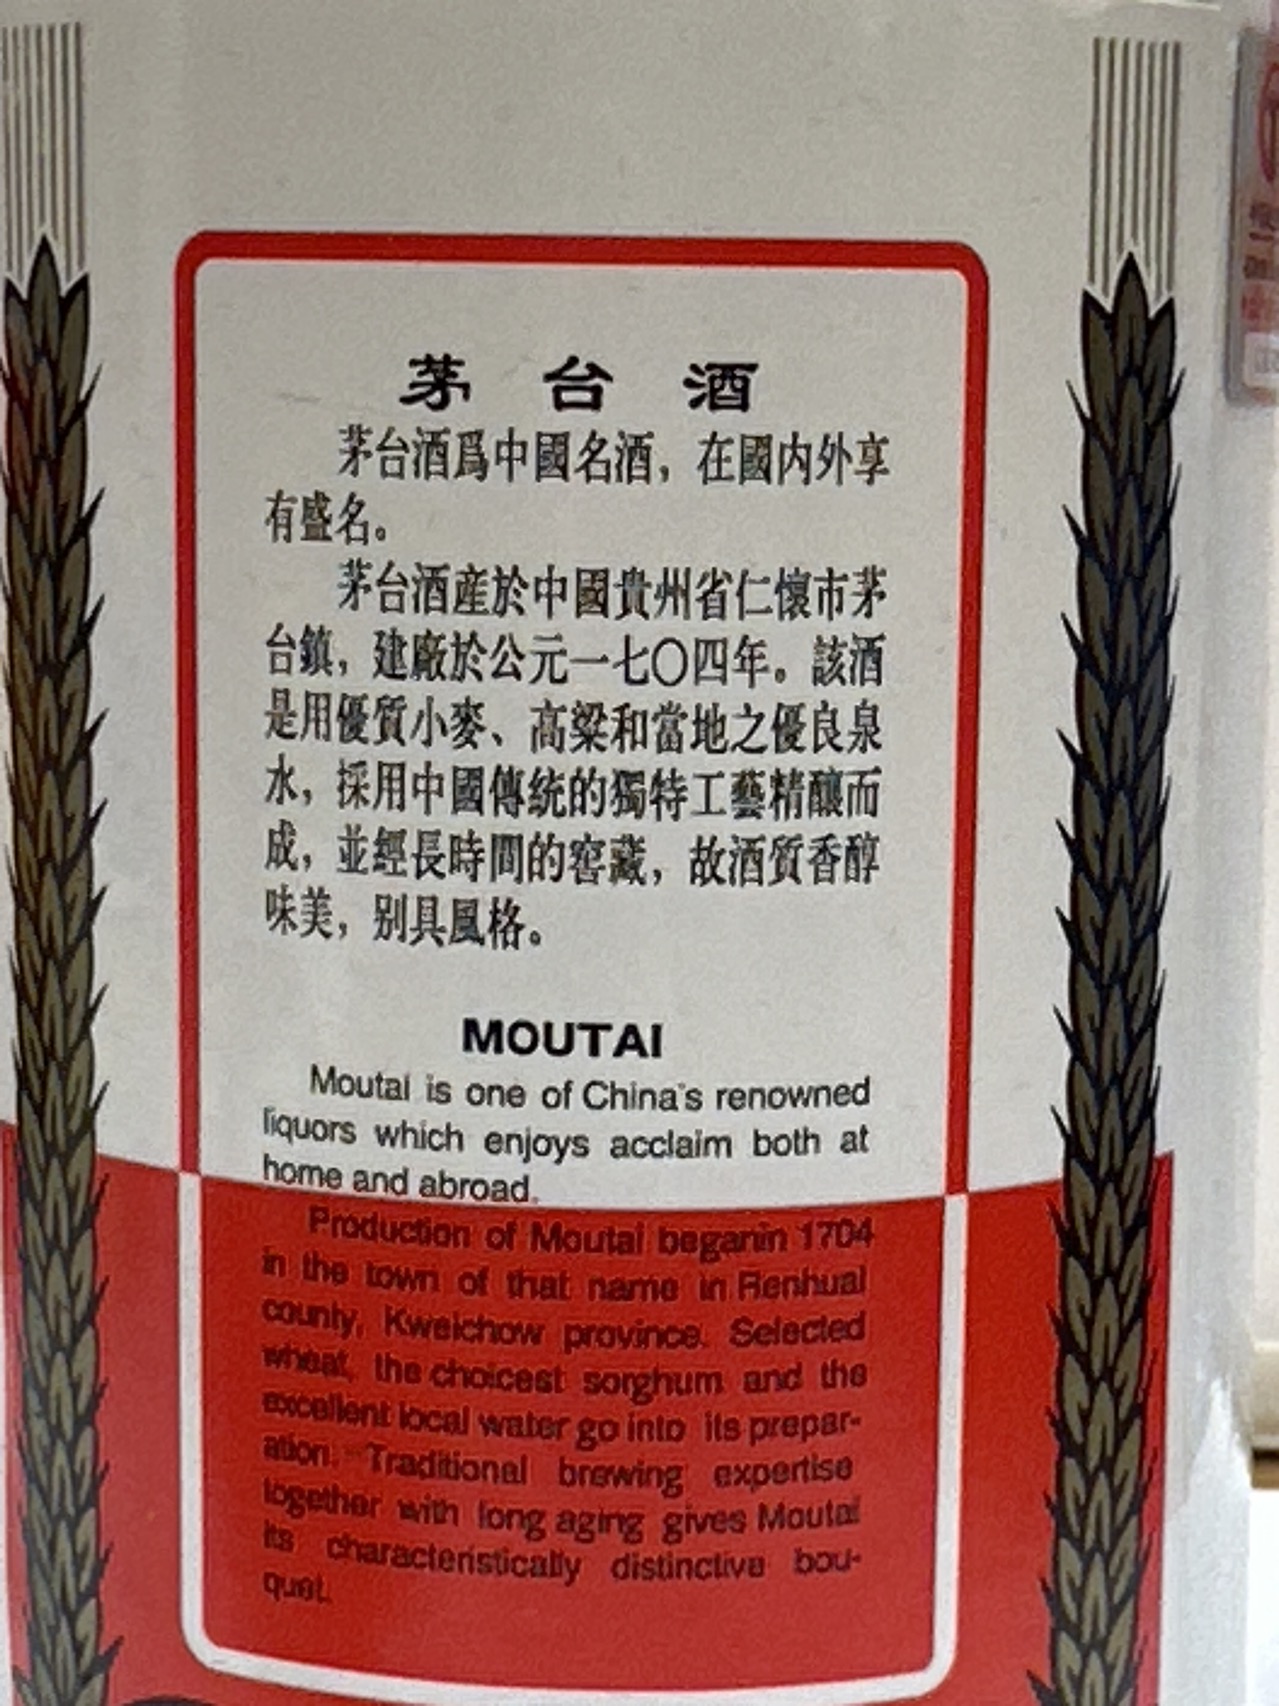 茅台酒
茅台酒爲中國名酒，在國内外享
有盛名。
茅台酒産於中國貴州省仁懷市茅
台鎮，建廠於公元一七〇四年。該酒
是用優質小麥、高粱和當地之優良泉
水，採用中國傳統的獨特工藝精釀而
成，並經長時間的窖藏，故酒質香醇
味美，别具風格。
MOUTAI
Moutai is one of China's renowned
liquors which enjoys acclaim both at
home and abroad.
Production of Moutai beganin 1704
in the town of that name in Renhuai
county, Kweichow province. Selected
wheat, the choicest sorghum and the
excellent local water go into its prepar-
ation. Traditional brewing expertise
together with long aging gives Moutai
its characteristically distinctive bou-
quet.